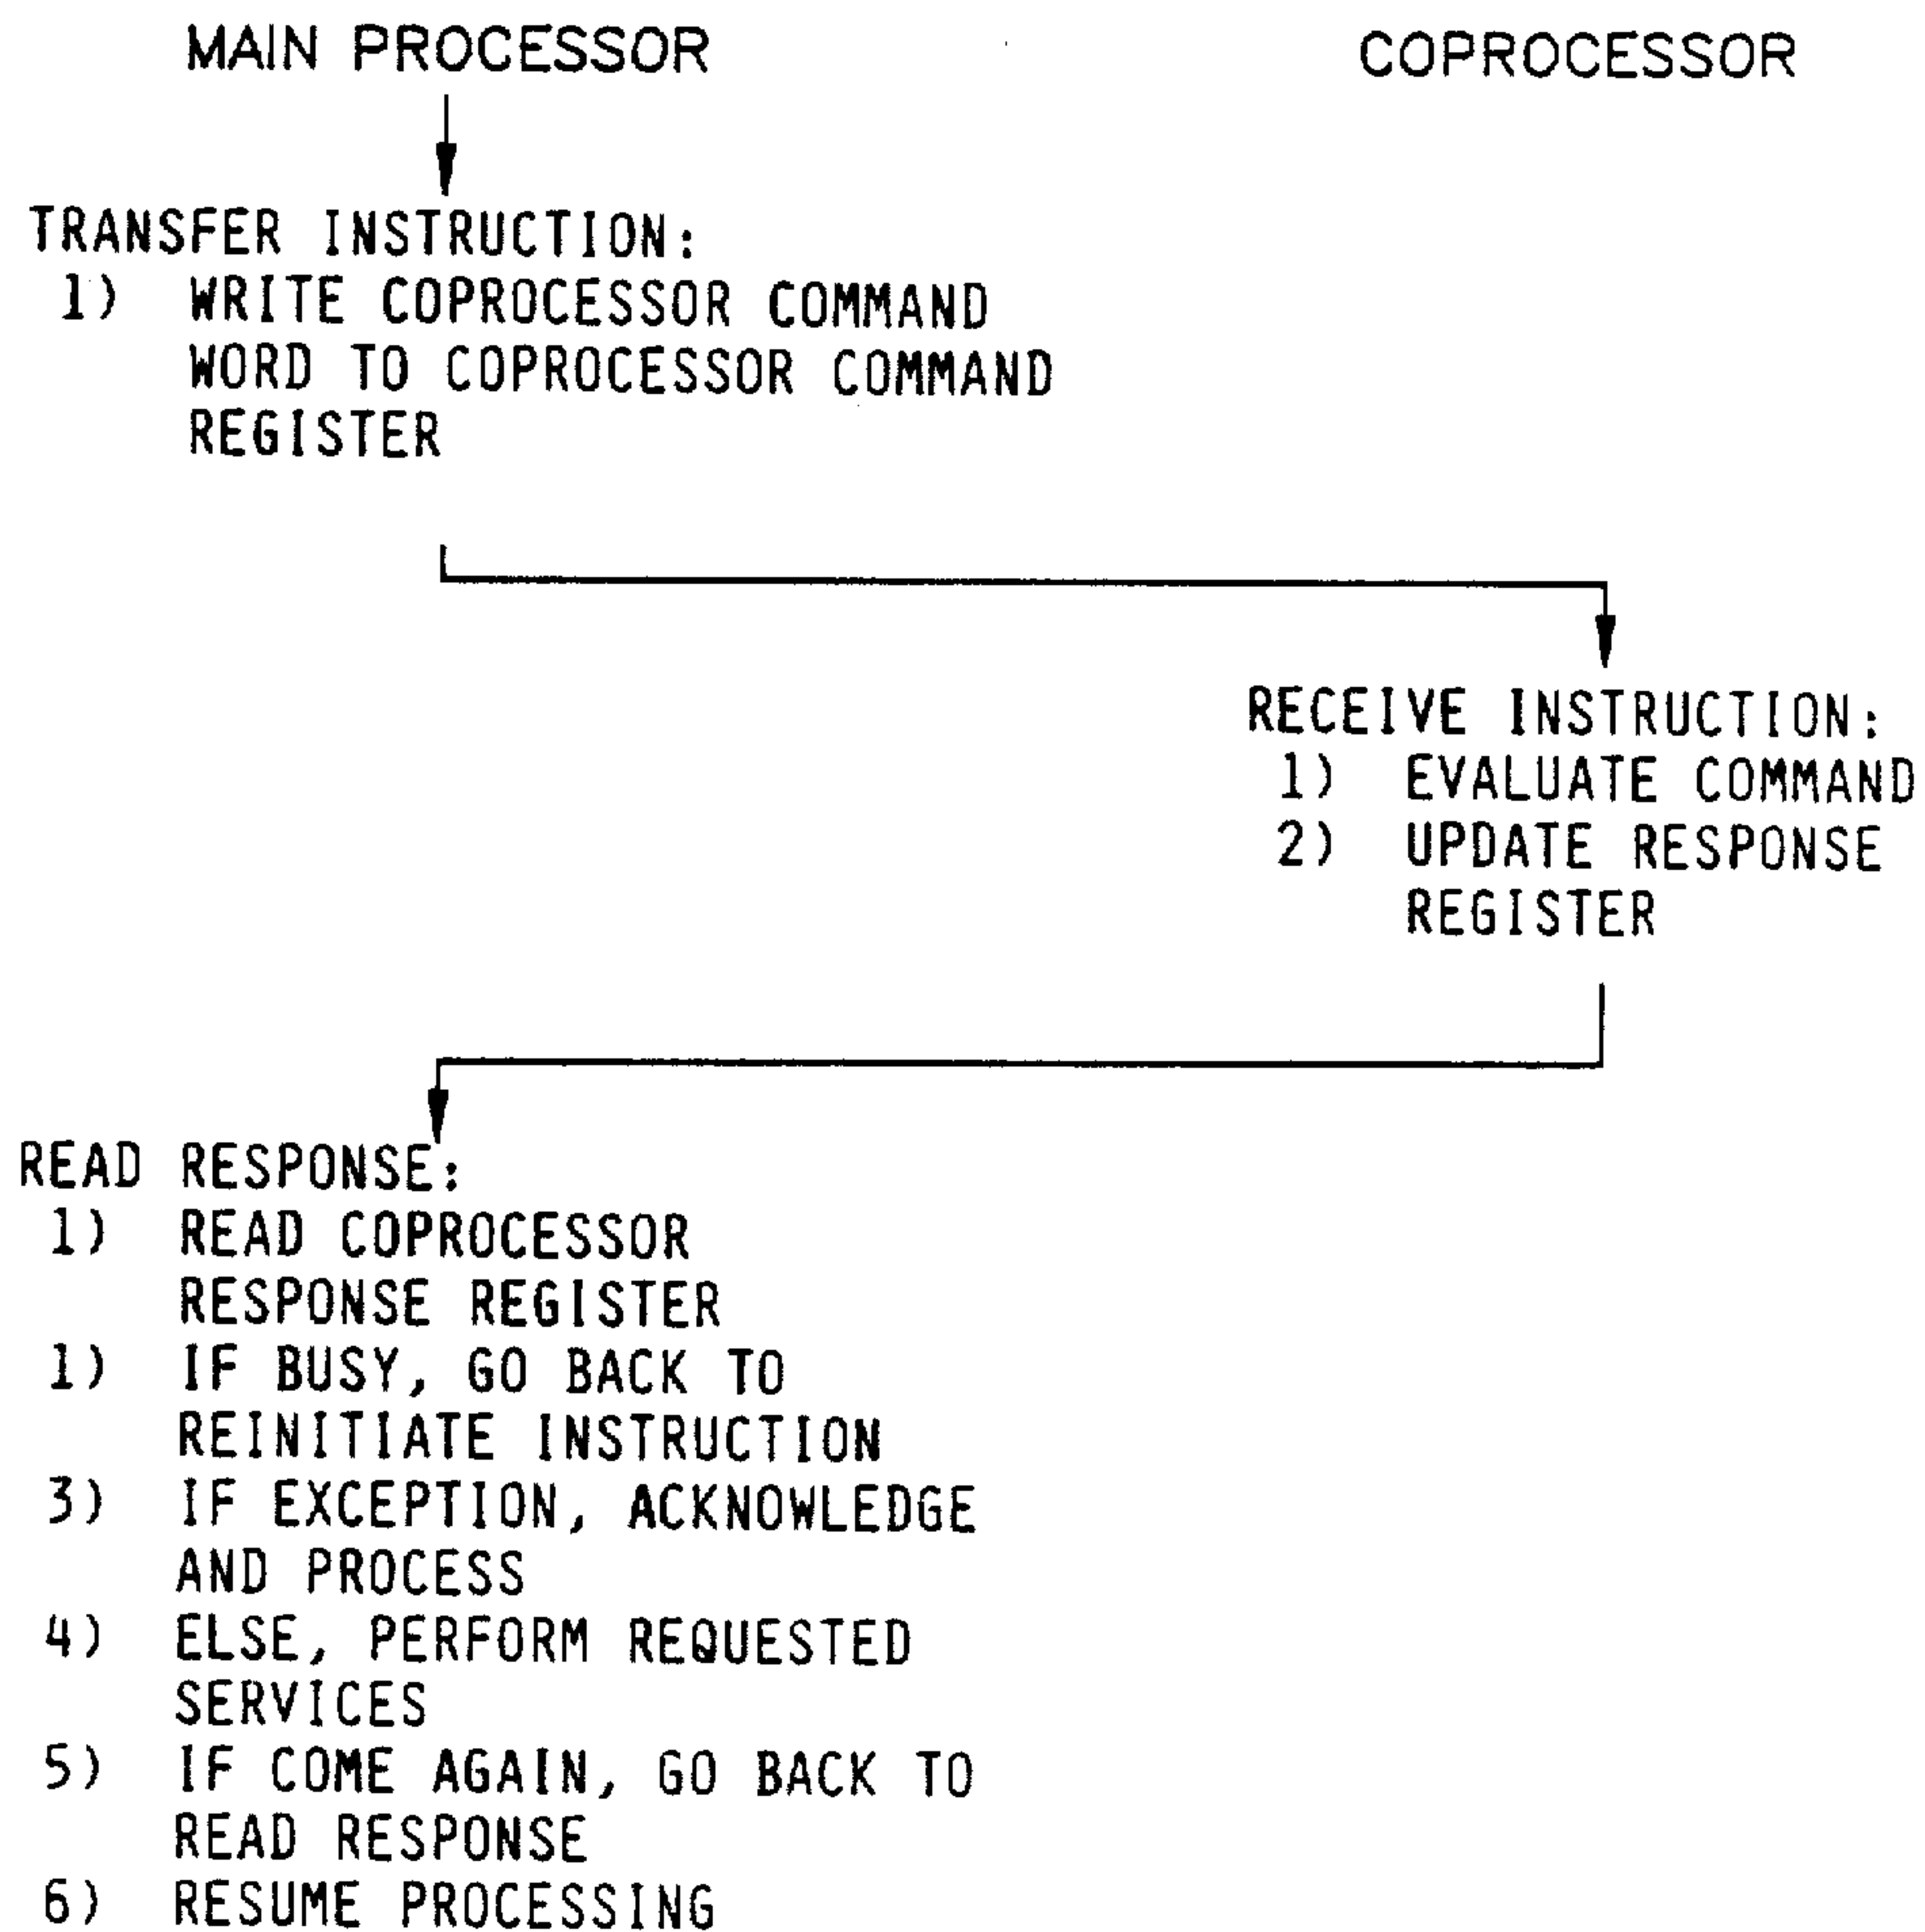 MAIN PROCESSOR
COPROCESSOR
TRANSFER INSTRUCTION:
1) WRITE COPROCESSOR COMMAND
WORD TO COPROCESSOR COMMAND
REGISTER
RECEIVE INSTRUCTION:
1) EVALUATE COMMAND
2) UPDATE RESPONSE
REGISTER
READ RESPONSE:
1) READ COPROCESSOR
RESPONSE REGISTER
1) IF BUSY, GO BACK TO
REINITIATE INSTRUCTION
3) IF EXCEPTION, ACKNOWLEDGE
AND PROCESS
4) ELSE, PERFORM REQUESTED
SERVICES
5) IF COME AGAIN, GO BACK TO
READ RESPONSE
6) RESUME PROCESSING